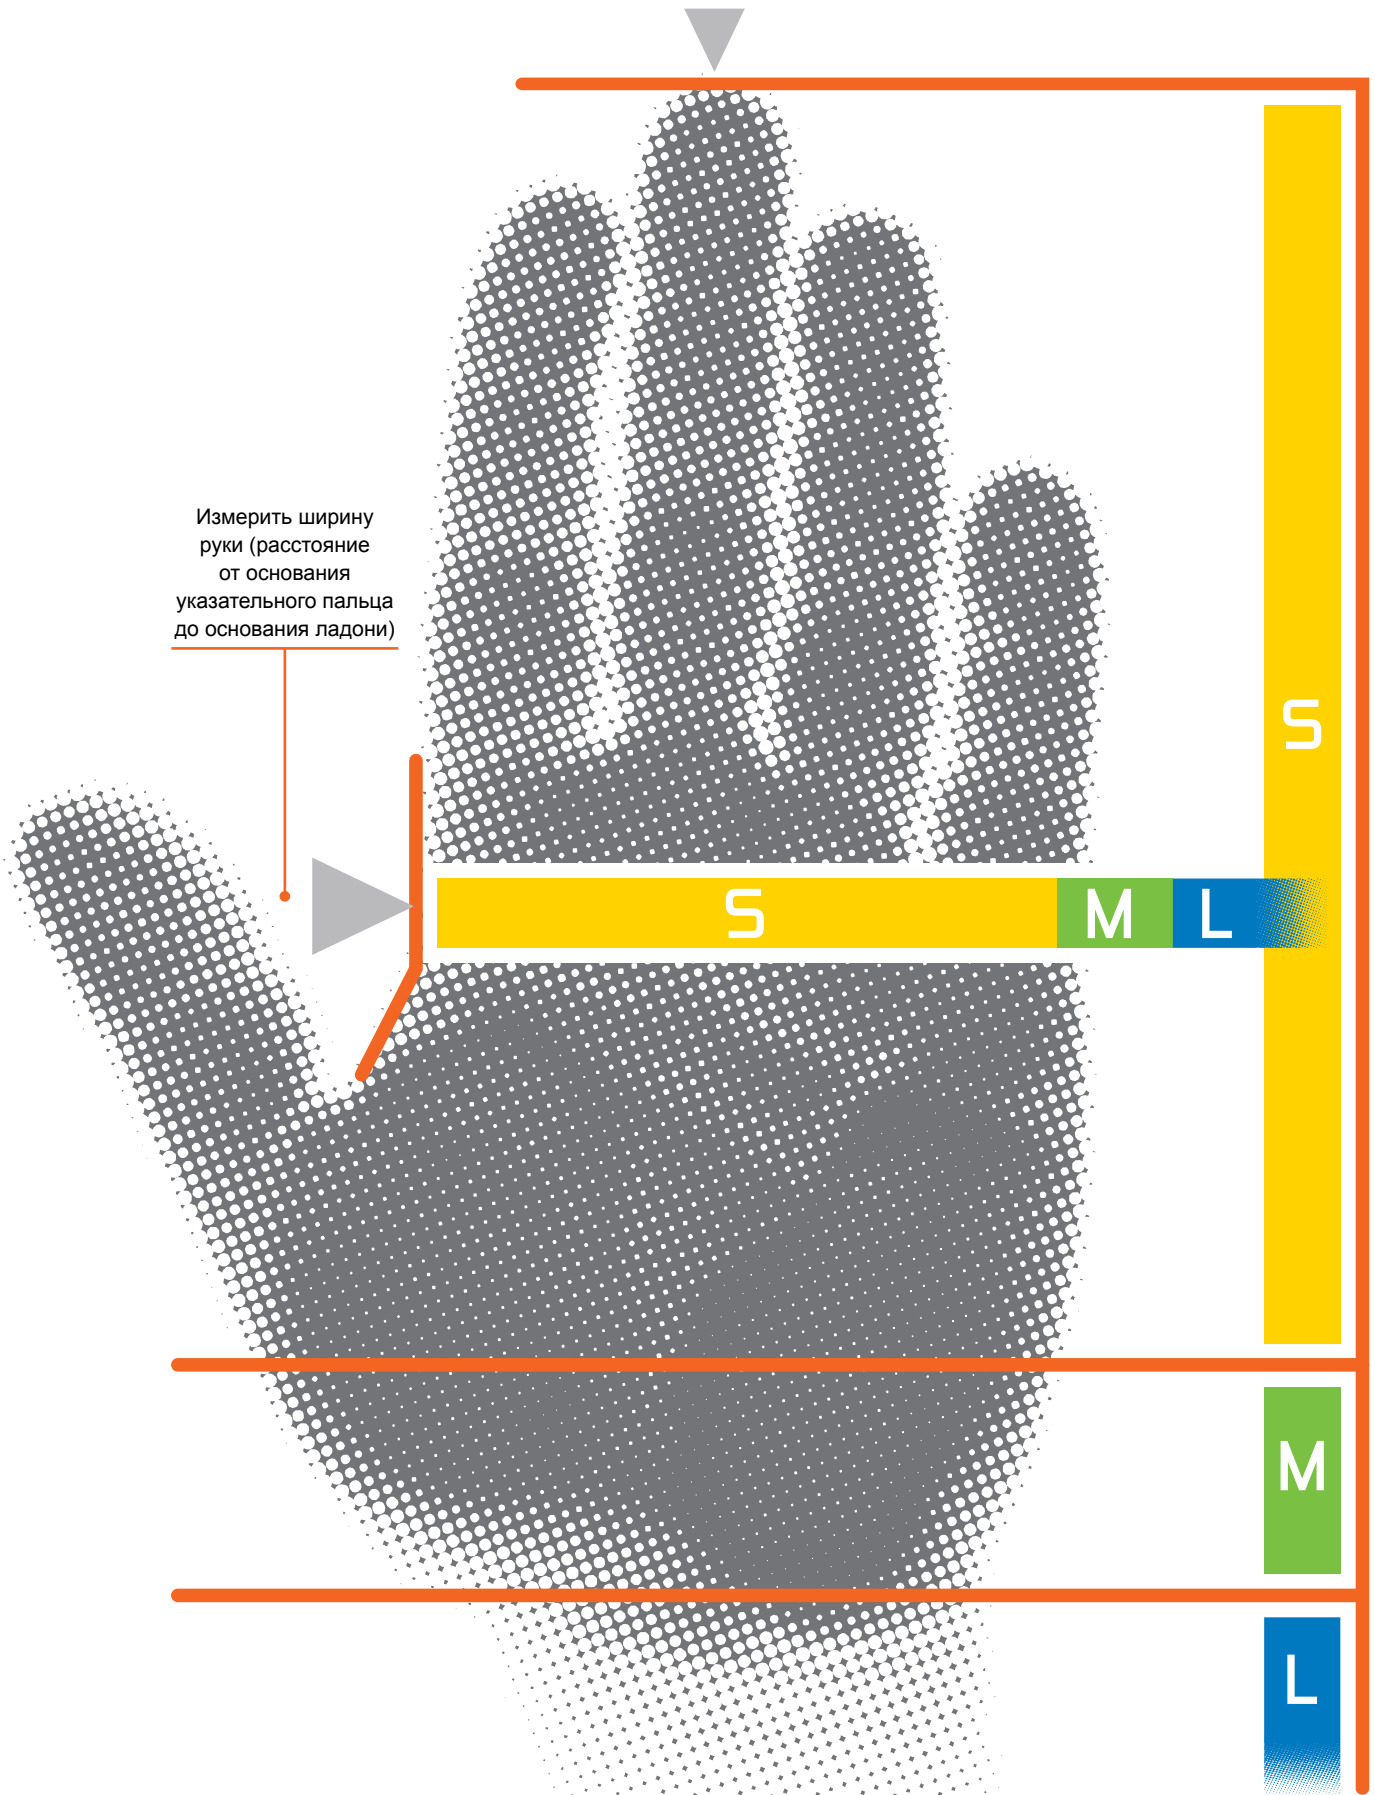 Измерить ширину
руки (расстояние
от основания
указательного пальца
до основания ладони)
S
S M L
M
L